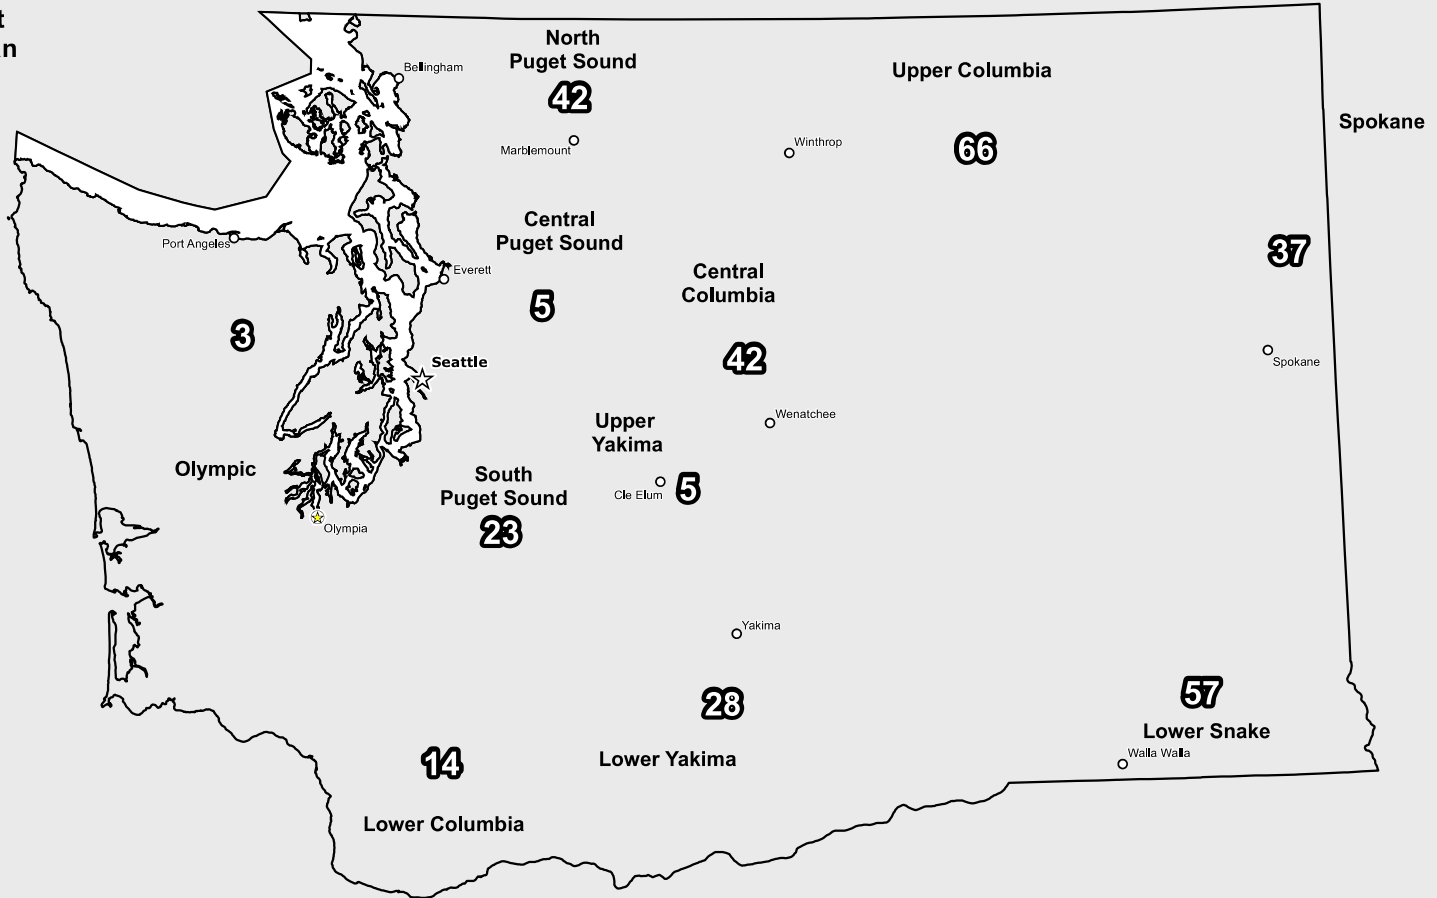 t
n
North
Puget Sound
42
Bellingham
Marblemount
Upper Columbia
66
Winthrop
Spokane
37
Central
Puget Sound
5
Port Angeles
Everett
Central
Columbia
42
3
Seattle
Spokane
Wenatchee
Upper
Yakima
Cle Elum
5
Olympic
South
Puget Sound
23
Olympia
Yakima
28
Lower Yakima
57
Lower Snake
Walla Walla
14
Lower Columbia